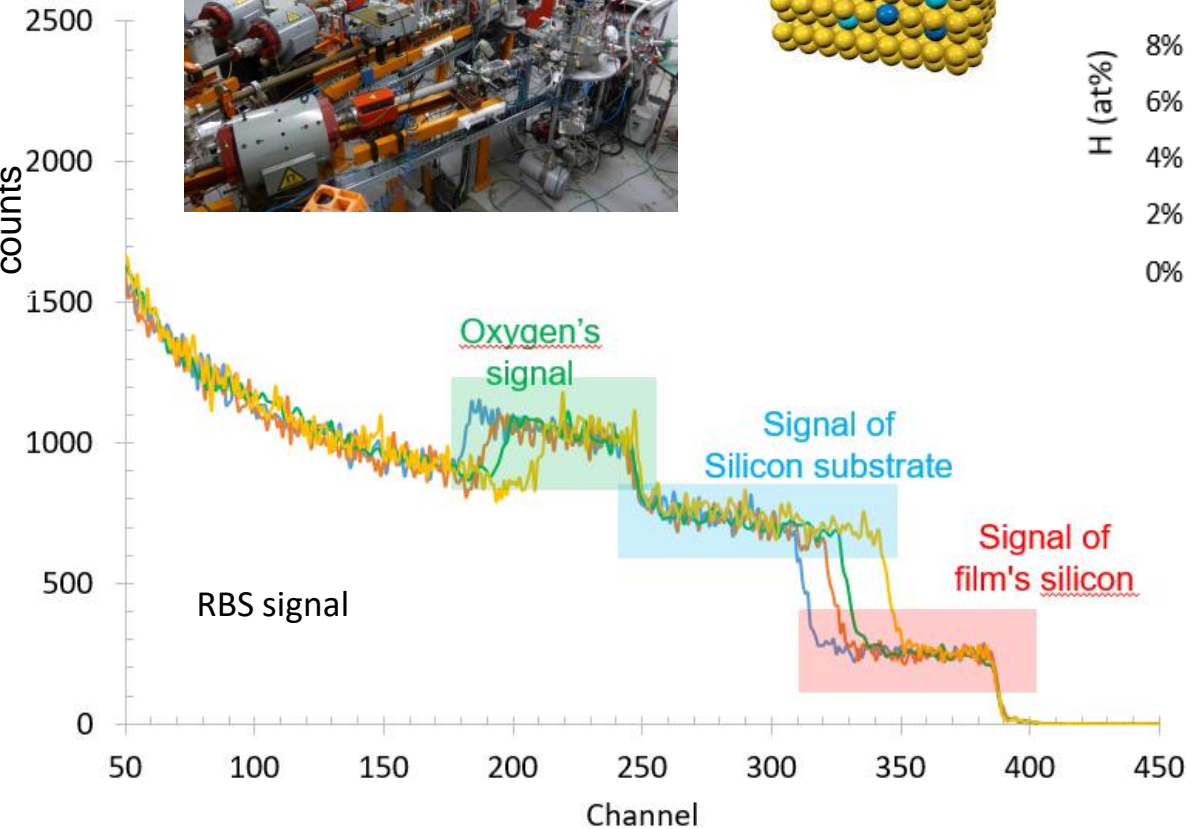 2500
2000
1500
1000
500
0
counts
50
100
150
200
250
300
350
400
450
Channel
Oxygen's
signal
Signal of
Silicon substrate
Signal of
film's silicon
RBS signal
H (at%)
8%
6%
4%
2%
0%